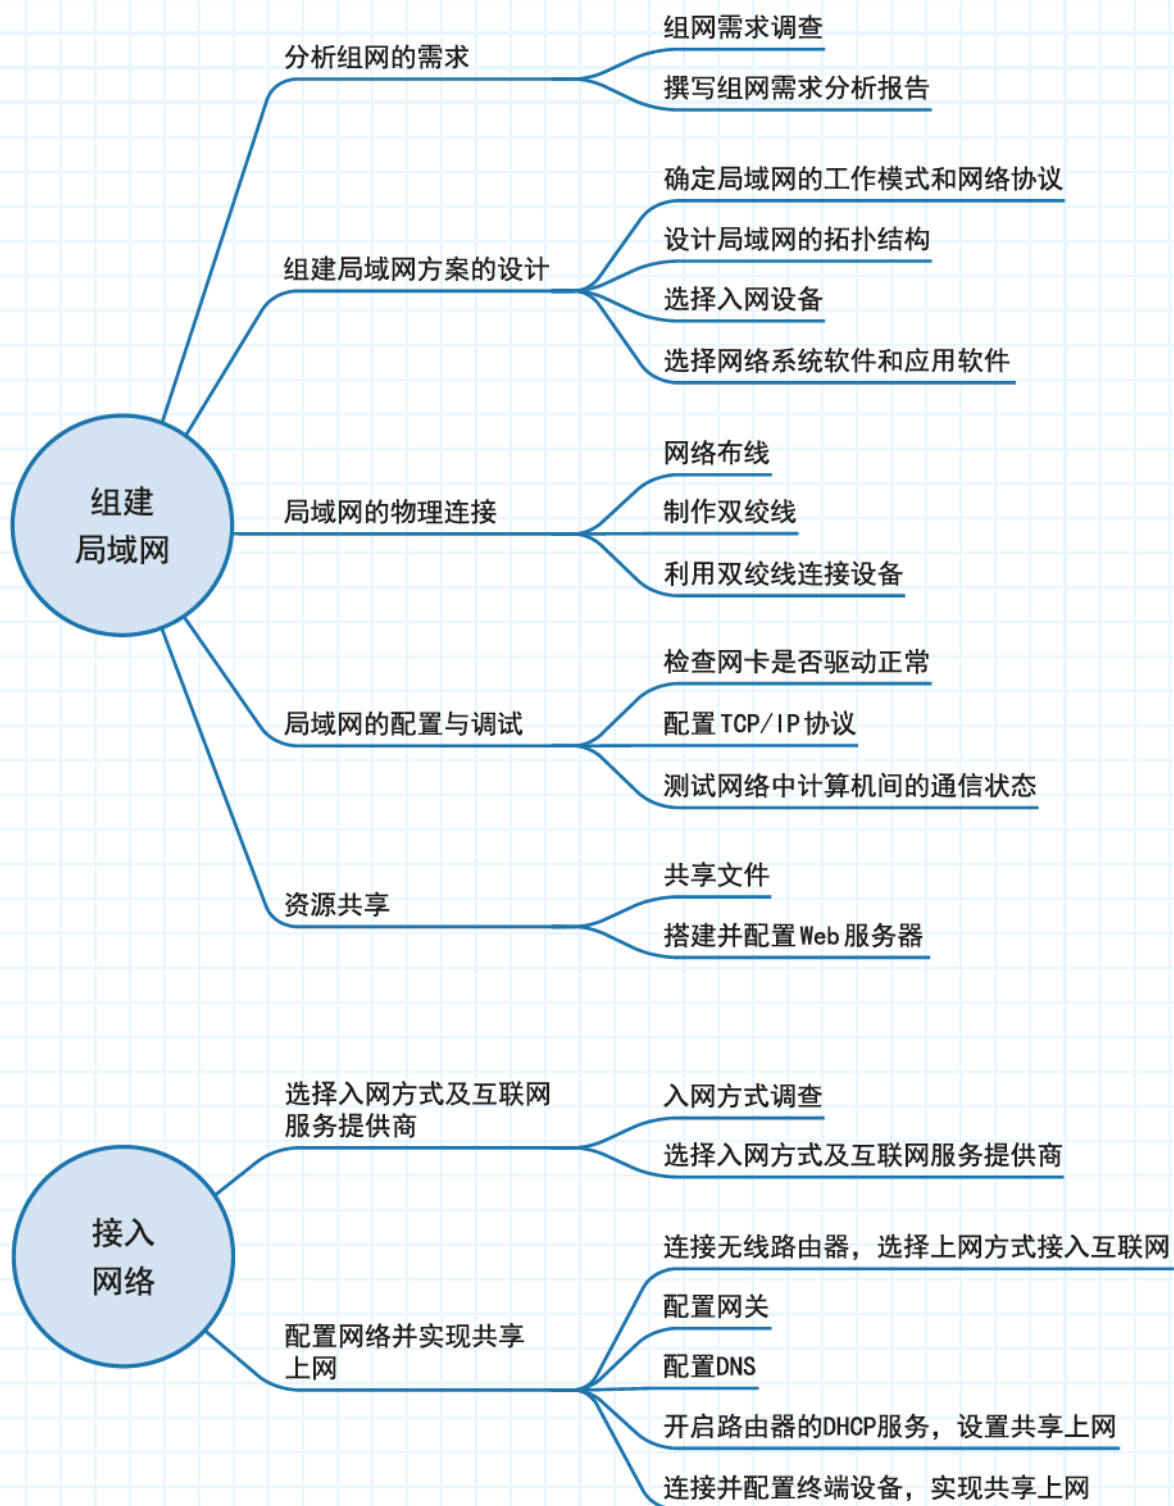 组建
局域网
分析组网的需求
组网需求调查
撰写组网需求分析报告
组建局域网方案的设计
确定局域网的工作模式和网络协议
设计局域网的拓扑结构
选择入网设备
选择网络系统软件和应用软件
局域网的物理连接
网络布线
制作双绞线
利用双绞线连接设备
局域网的配置与调试
检查网卡是否驱动正常
配置TCP/IP协议
测试网络中计算机间的通信状态
资源共享
共享文件
搭建并配置Web服务器
接入
网络
选择入网方式及互联网
服务提供商
入网方式调查
选择入网方式及互联网服务提供商
配置网络并实现共享
上网
连接无线路由器，选择上网方式接入互联网
配置网关
配置DNS
开启路由器的DHCP服务，设置共享上网
连接并配置终端设备，实现共享上网